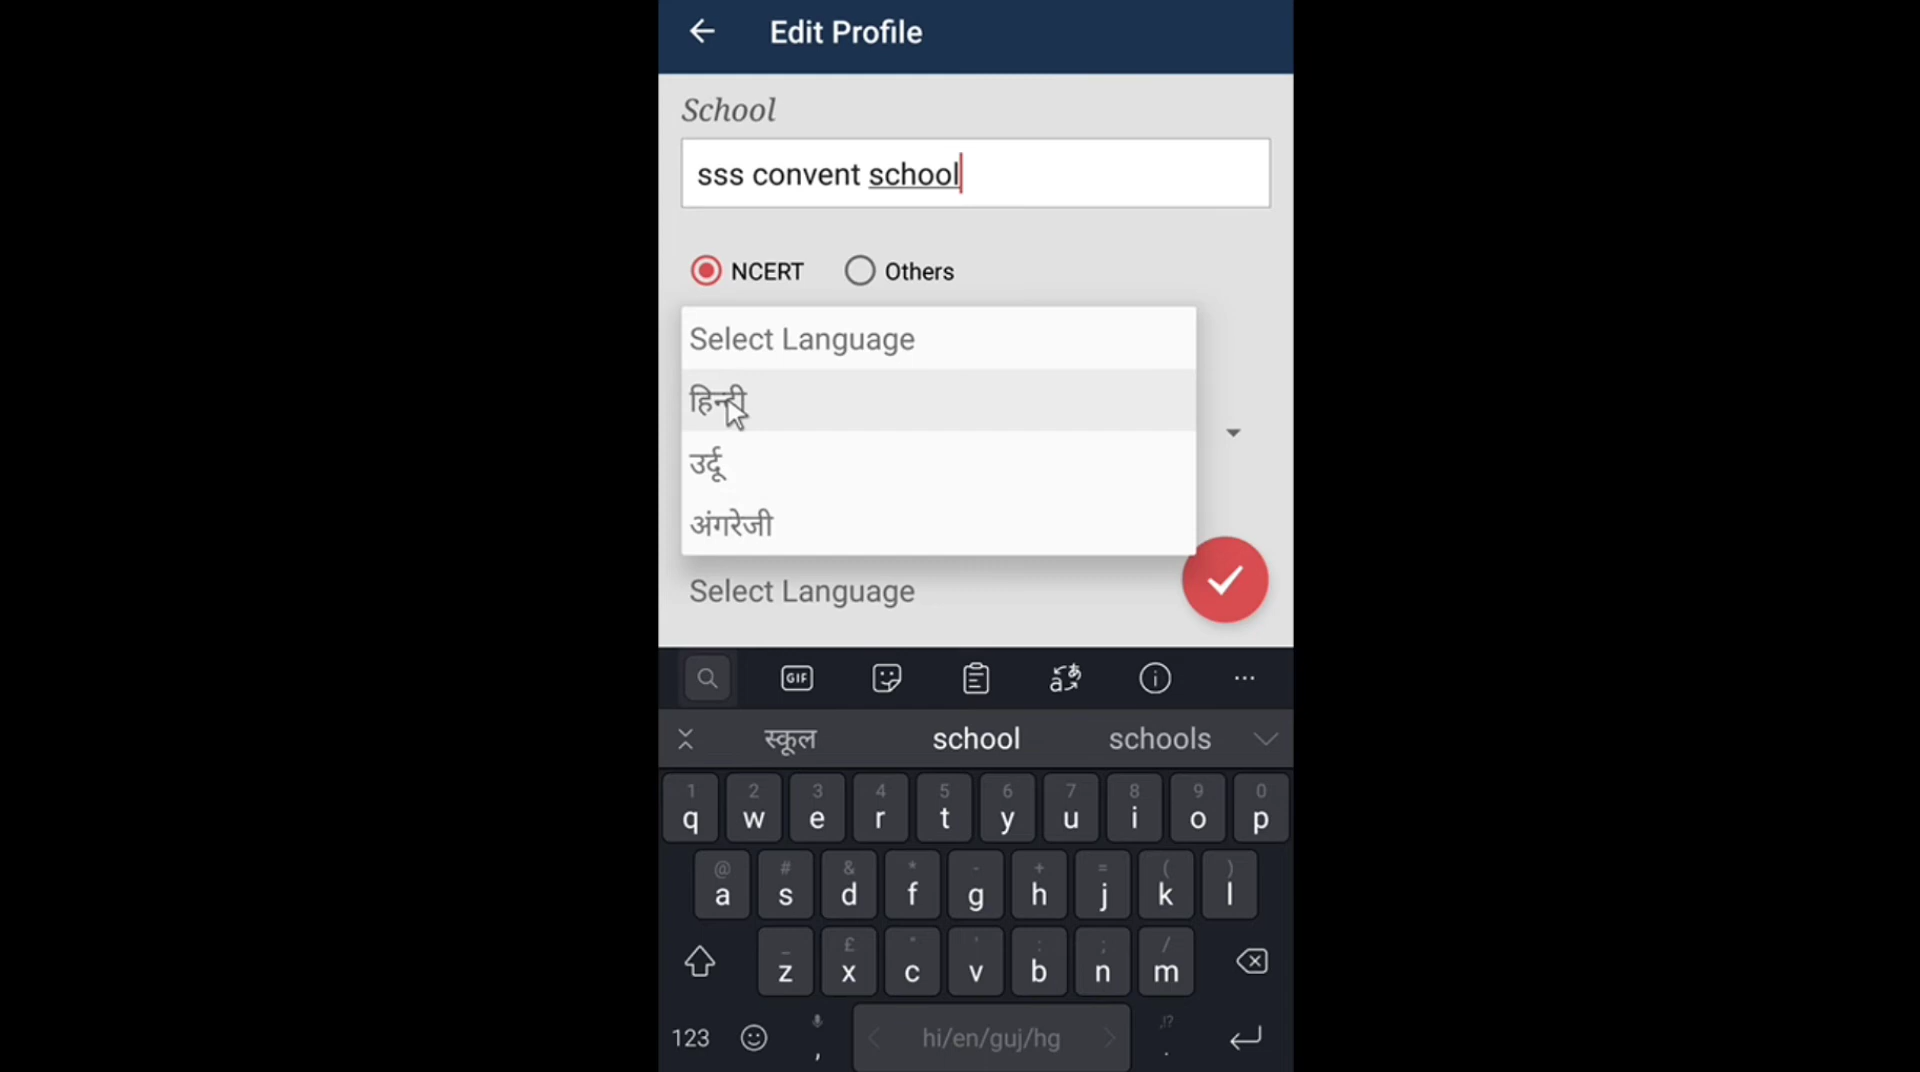 Edit Profile
School
sss convent school
NCERT Others
Select Language
हिन्दी
उर्दू
अंगरेजी
Select Language
GIF
स्कूल school schools
1 2 3 4 5 6 7 8 9 0
q w e r t y u i o p
@ # & * - + = ( )
a s d f g h j k l
_ £ " ' : ; /
z x c v b n m
,!?
123 , hi/en/guj/hg .